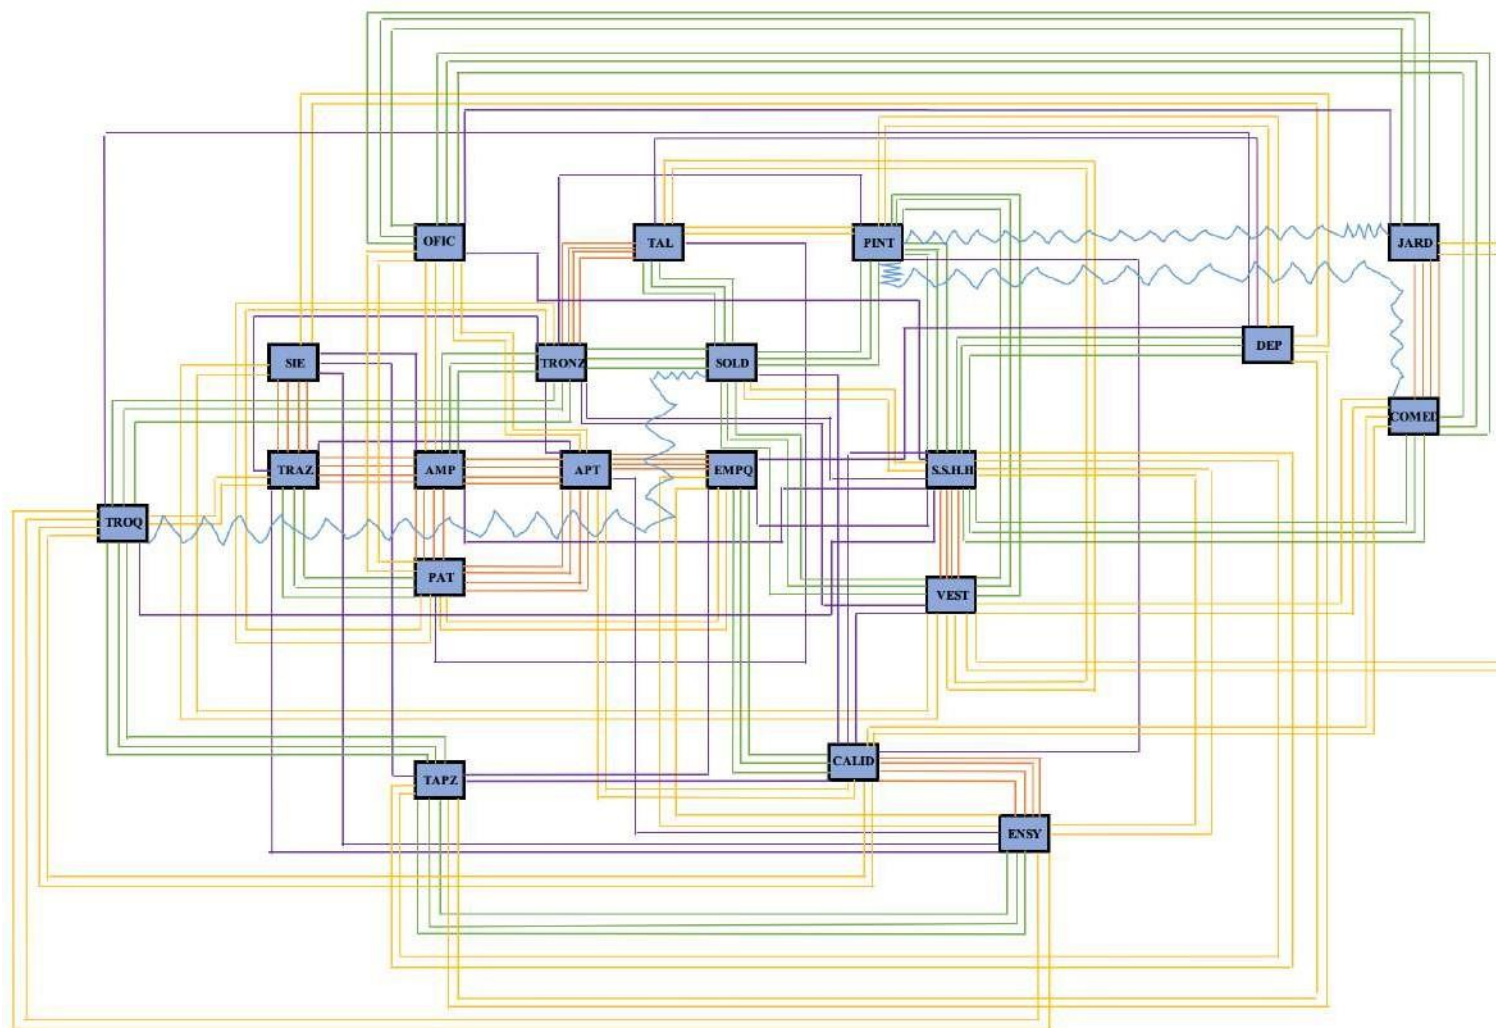 OFIC
TAL
PINT
JARD
DEP
SIE
TRONZ
SOLD
COMED
TRAZ
AMP
APT
EMPQ
S.S.H.H
TROQ
PAT
VEST
CALID
TAPZ
ENSY